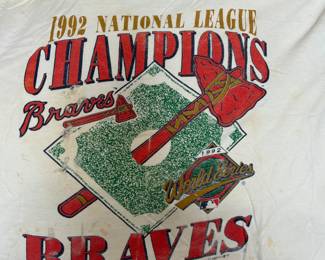 1992 NATIONAL LEAGUE
CHAMPIONS
Braves
1992
World Series
BRAVES